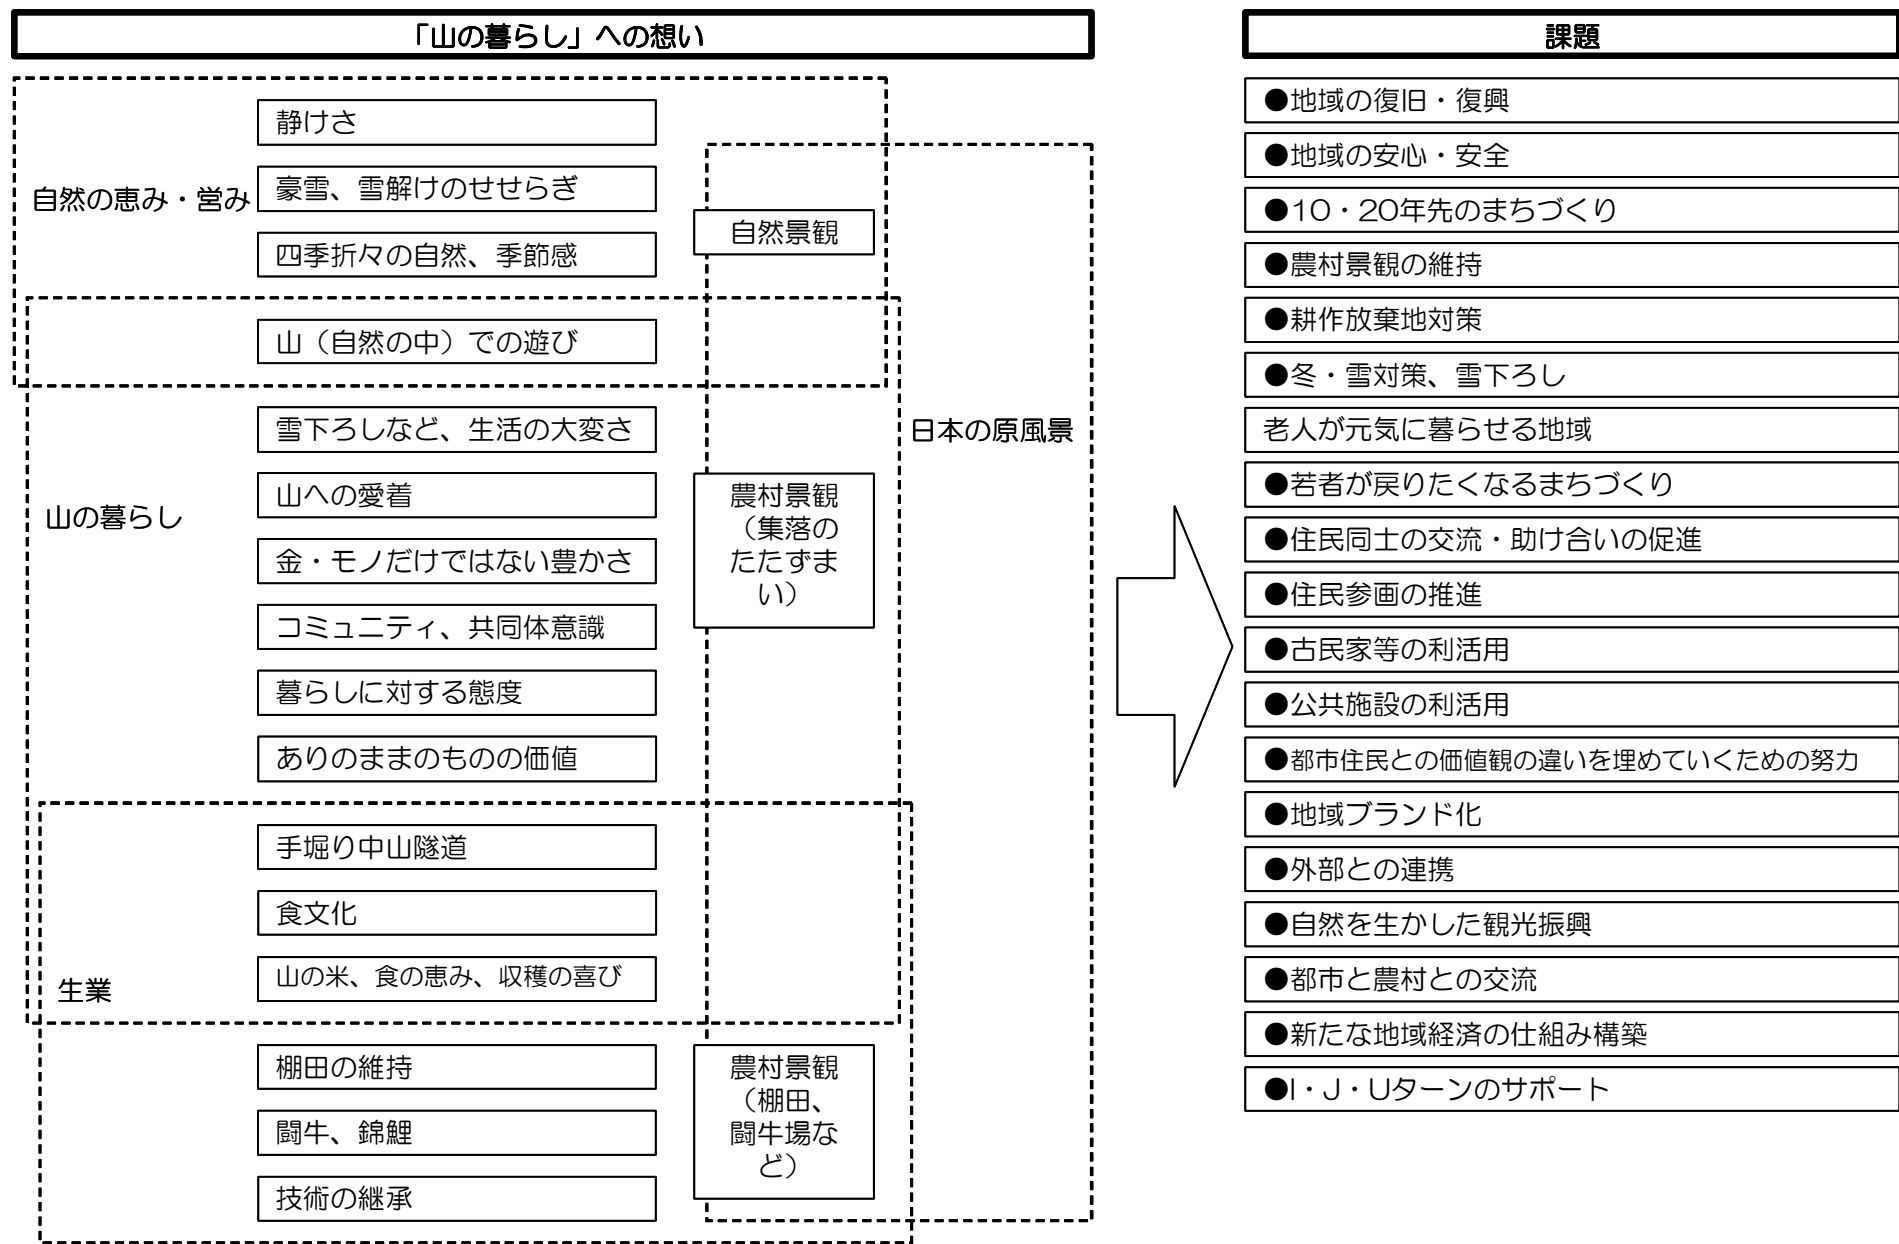 「山の暮らし」への想い
自然の恵み・営み
静けさ
豪雪、雪解けのせせらぎ
四季折々の自然、季節感
山（自然の中）での遊び
自然景観
山の暮らし
雪下ろしなど、生活の大変さ
山への愛着
金・モノだけではない豊かさ
コミュニティ、共同体意識
暮らしに対する態度
ありのままのものの価値
農村景観
（集落の
たたずま
い）
日本の原風景
生業
手堀り中山隧道
食文化
山の米、食の恵み、収穫の喜び
棚田の維持
闘牛、錦鯉
技術の継承
農村景観
（棚田、
闘牛場な
ど）
課題
●地域の復旧・復興
●地域の安心・安全
●10・20年先のまちづくり
●農村景観の維持
●耕作放棄地対策
●冬・雪対策、雪下ろし
老人が元気に暮らせる地域
●若者が戻りたくなるまちづくり
●住民同士の交流・助け合いの促進
●住民参画の推進
●古民家等の利活用
●公共施設の利活用
●都市住民との価値観の違いを埋めていくための努力
●地域ブランド化
●外部との連携
●自然を生かした観光振興
●都市と農村との交流
●新たな地域経済の仕組み構築
●I・J・Uターンのサポート